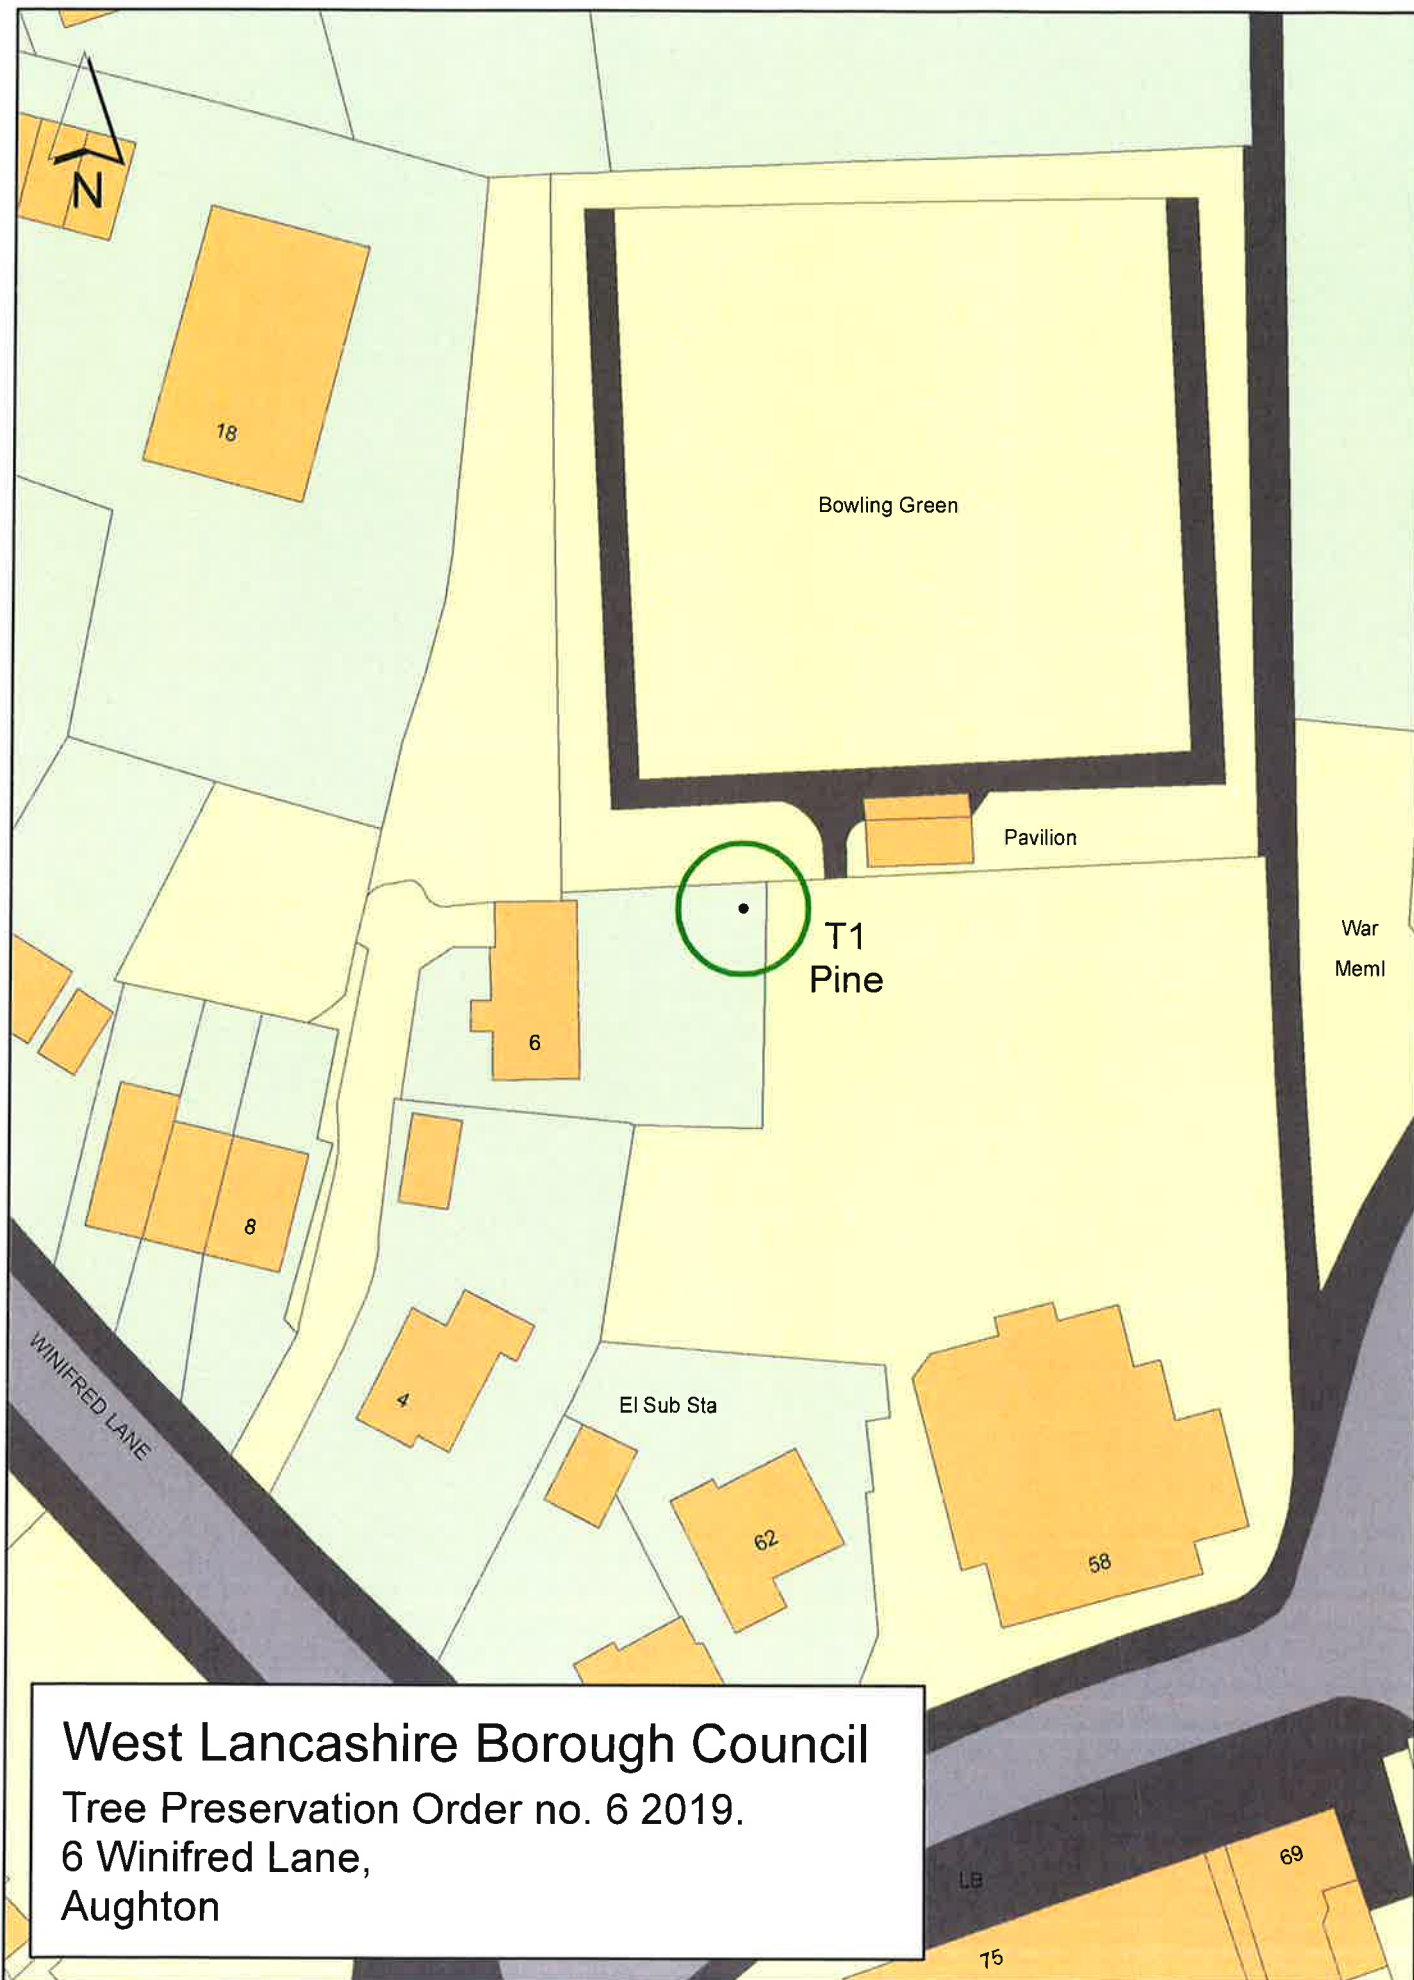 N
18
Bowling Green
Pavilion
T1
Pine
War
Meml
6
8
4
WINIFRED LANE
El Sub Sta
62
58
West Lancashire Borough Council
Tree Preservation Order no. 6 2019.
6 Winifred Lane,
Aughton
LB
69
75